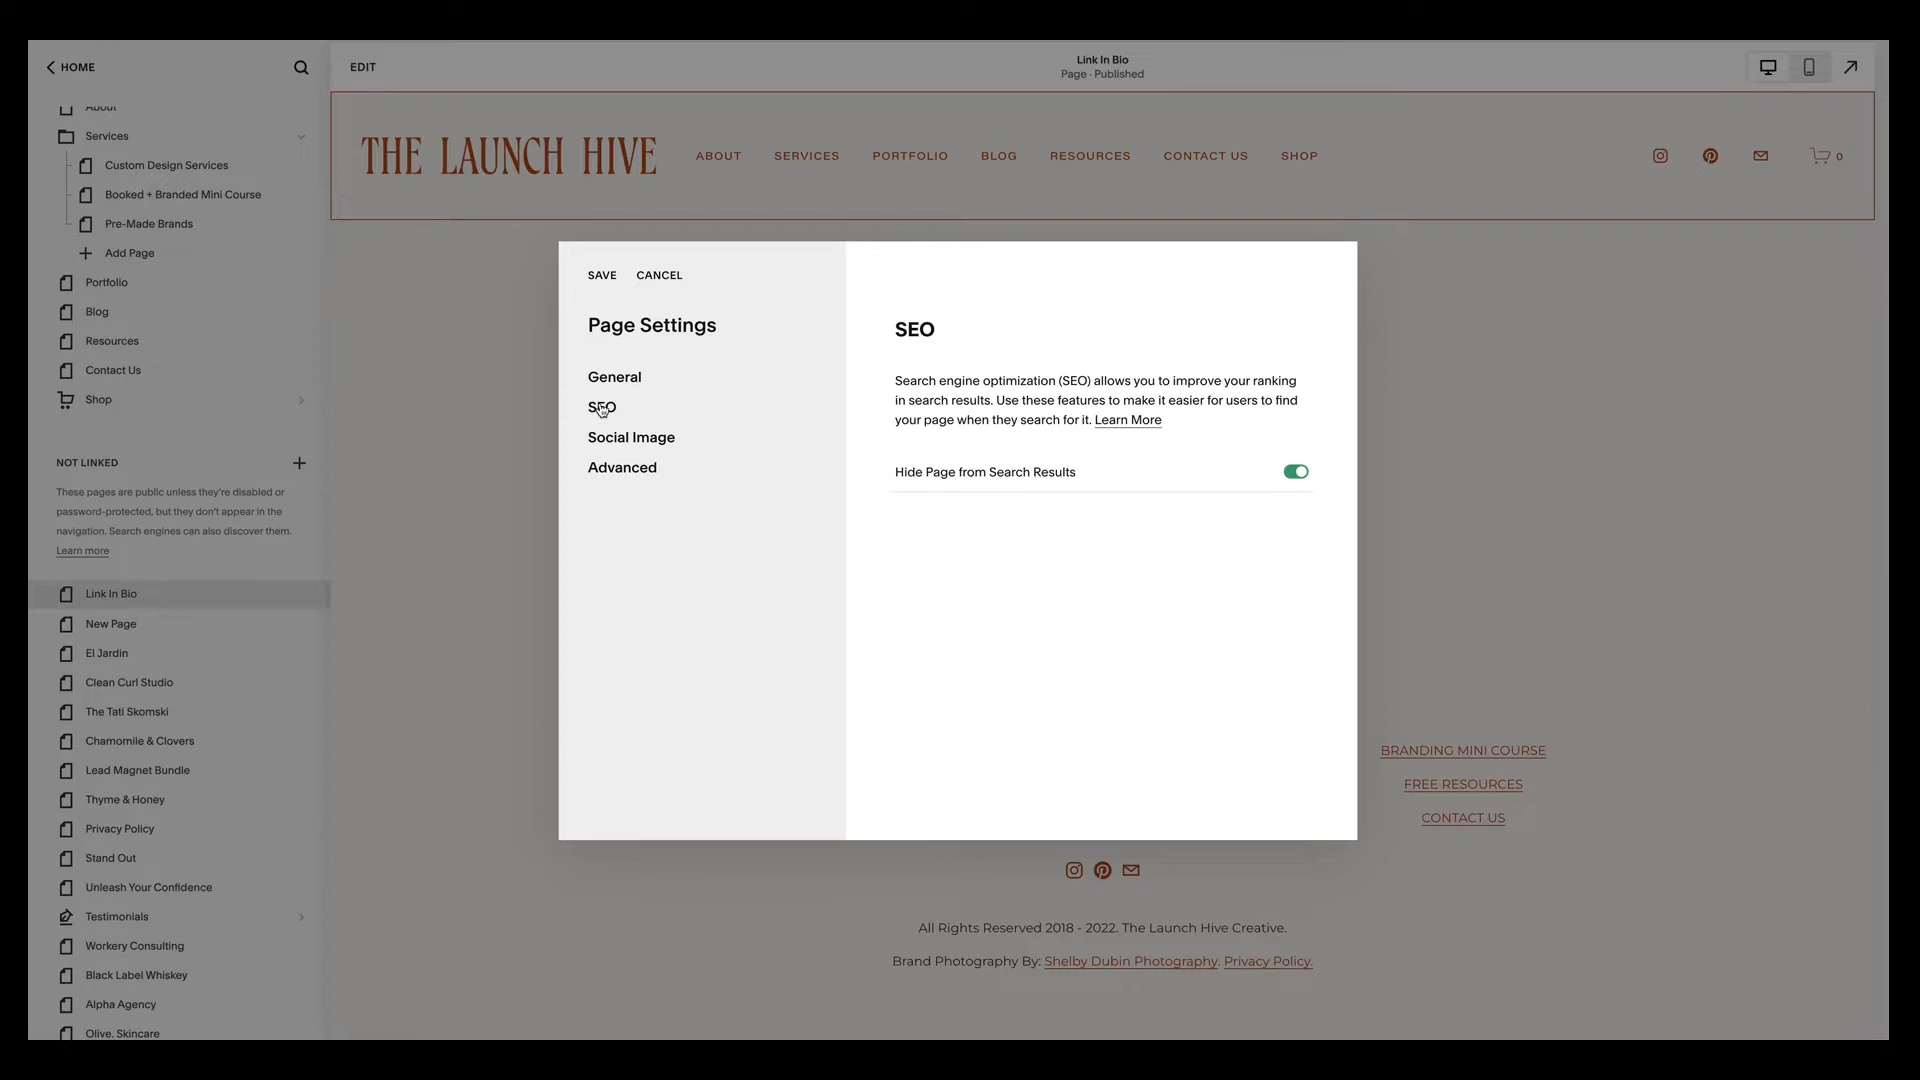 HOME
EDIT
Link In Bio
Page · Published
About
Services
Custom Design Services
Booked + Branded Mini Course
Pre-Made Brands
Add Page
Portfolio
Blog
Resources
Contact Us
Shop
NOT LINKED
These pages are public unless they're disabled or
password-protected, but they don't appear in the
navigation. Search engines can also discover them.
Learn more
Link In Bio
New Page
El Jardin
Clean Curl Studio
The Tati Skomski
Chamomile & Clovers
Lead Magnet Bundle
Thyme & Honey
Privacy Policy
Stand Out
Unleash Your Confidence
Testimonials
Workery Consulting
Black Label Whiskey
Alpha Agency
Olive. Skincare
THE LAUNCH HIVE
ABOUT SERVICES PORTFOLIO BLOG RESOURCES CONTACT US SHOP
0
SAVE CANCEL
Page Settings
General
SEO
Social Image
Advanced
SEO
Search engine optimization (SEO) allows you to improve your ranking
in search results. Use these features to make it easier for users to find
your page when they search for it. Learn More
Hide Page from Search Results
BRANDING MINI COURSE
FREE RESOURCES
CONTACT US
All Rights Reserved 2018 - 2022. The Launch Hive Creative.
Brand Photography By: Shelby Dubin Photography. Privacy Policy.